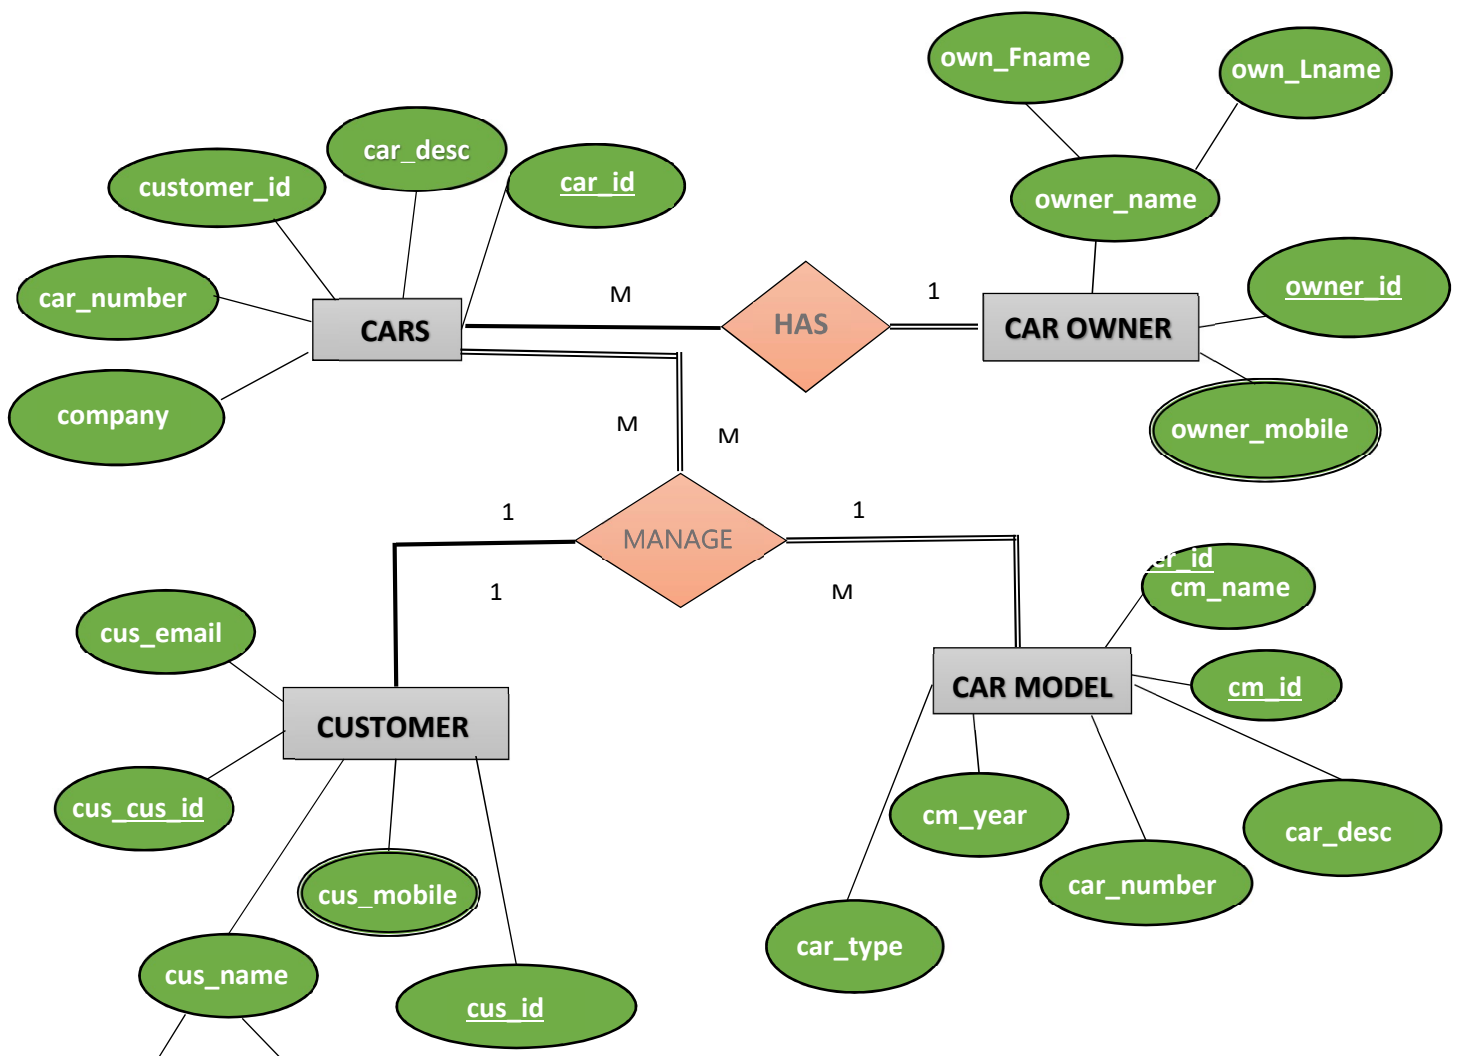 own_Fname
own_Lname
car_desc
customer_id
car_id
owner_name
car_number
owner_id
M
1
HAS
CARS
CAR OWNER
company
owner_mobile
M
M
1
1
MANAGE
er_id
cm_name
1
M
cus_email
CAR MODEL
cm_id
CUSTOMER
cus_cus_id
cm_year
car_desc
cus_mobile
car_number
car_type
cus_name
cus_id